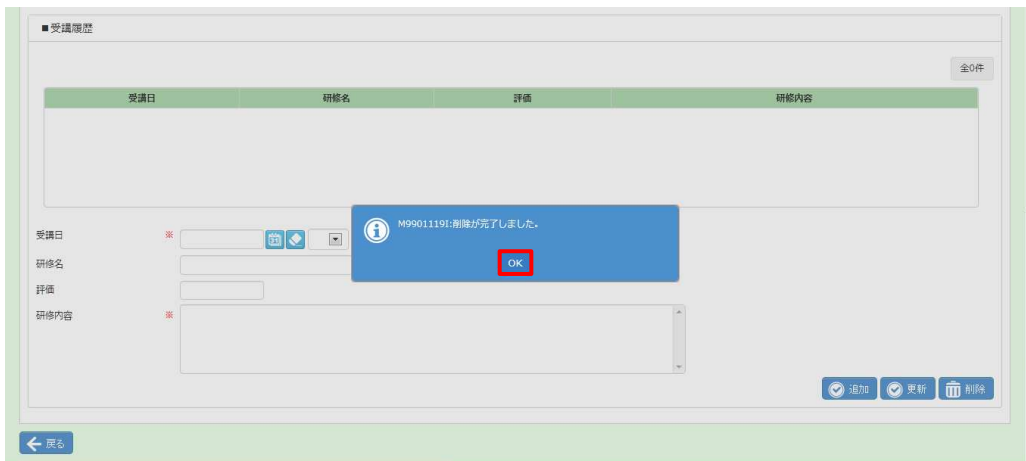 ■受講履歴
全0件
受講日 研修名 評価 研修内容
M9901119I:削除が完了しました。
OK
受講日 ※
研修名
評価
研修内容 ※
追加 更新 削除
戻る